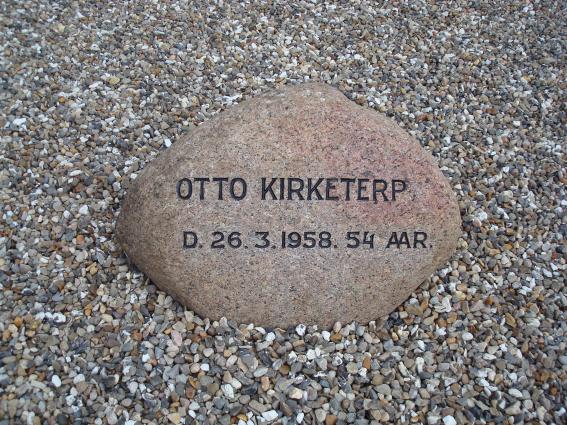 OTTO KIRKETERP
D. 26. 3. 1958. 54 AAR.